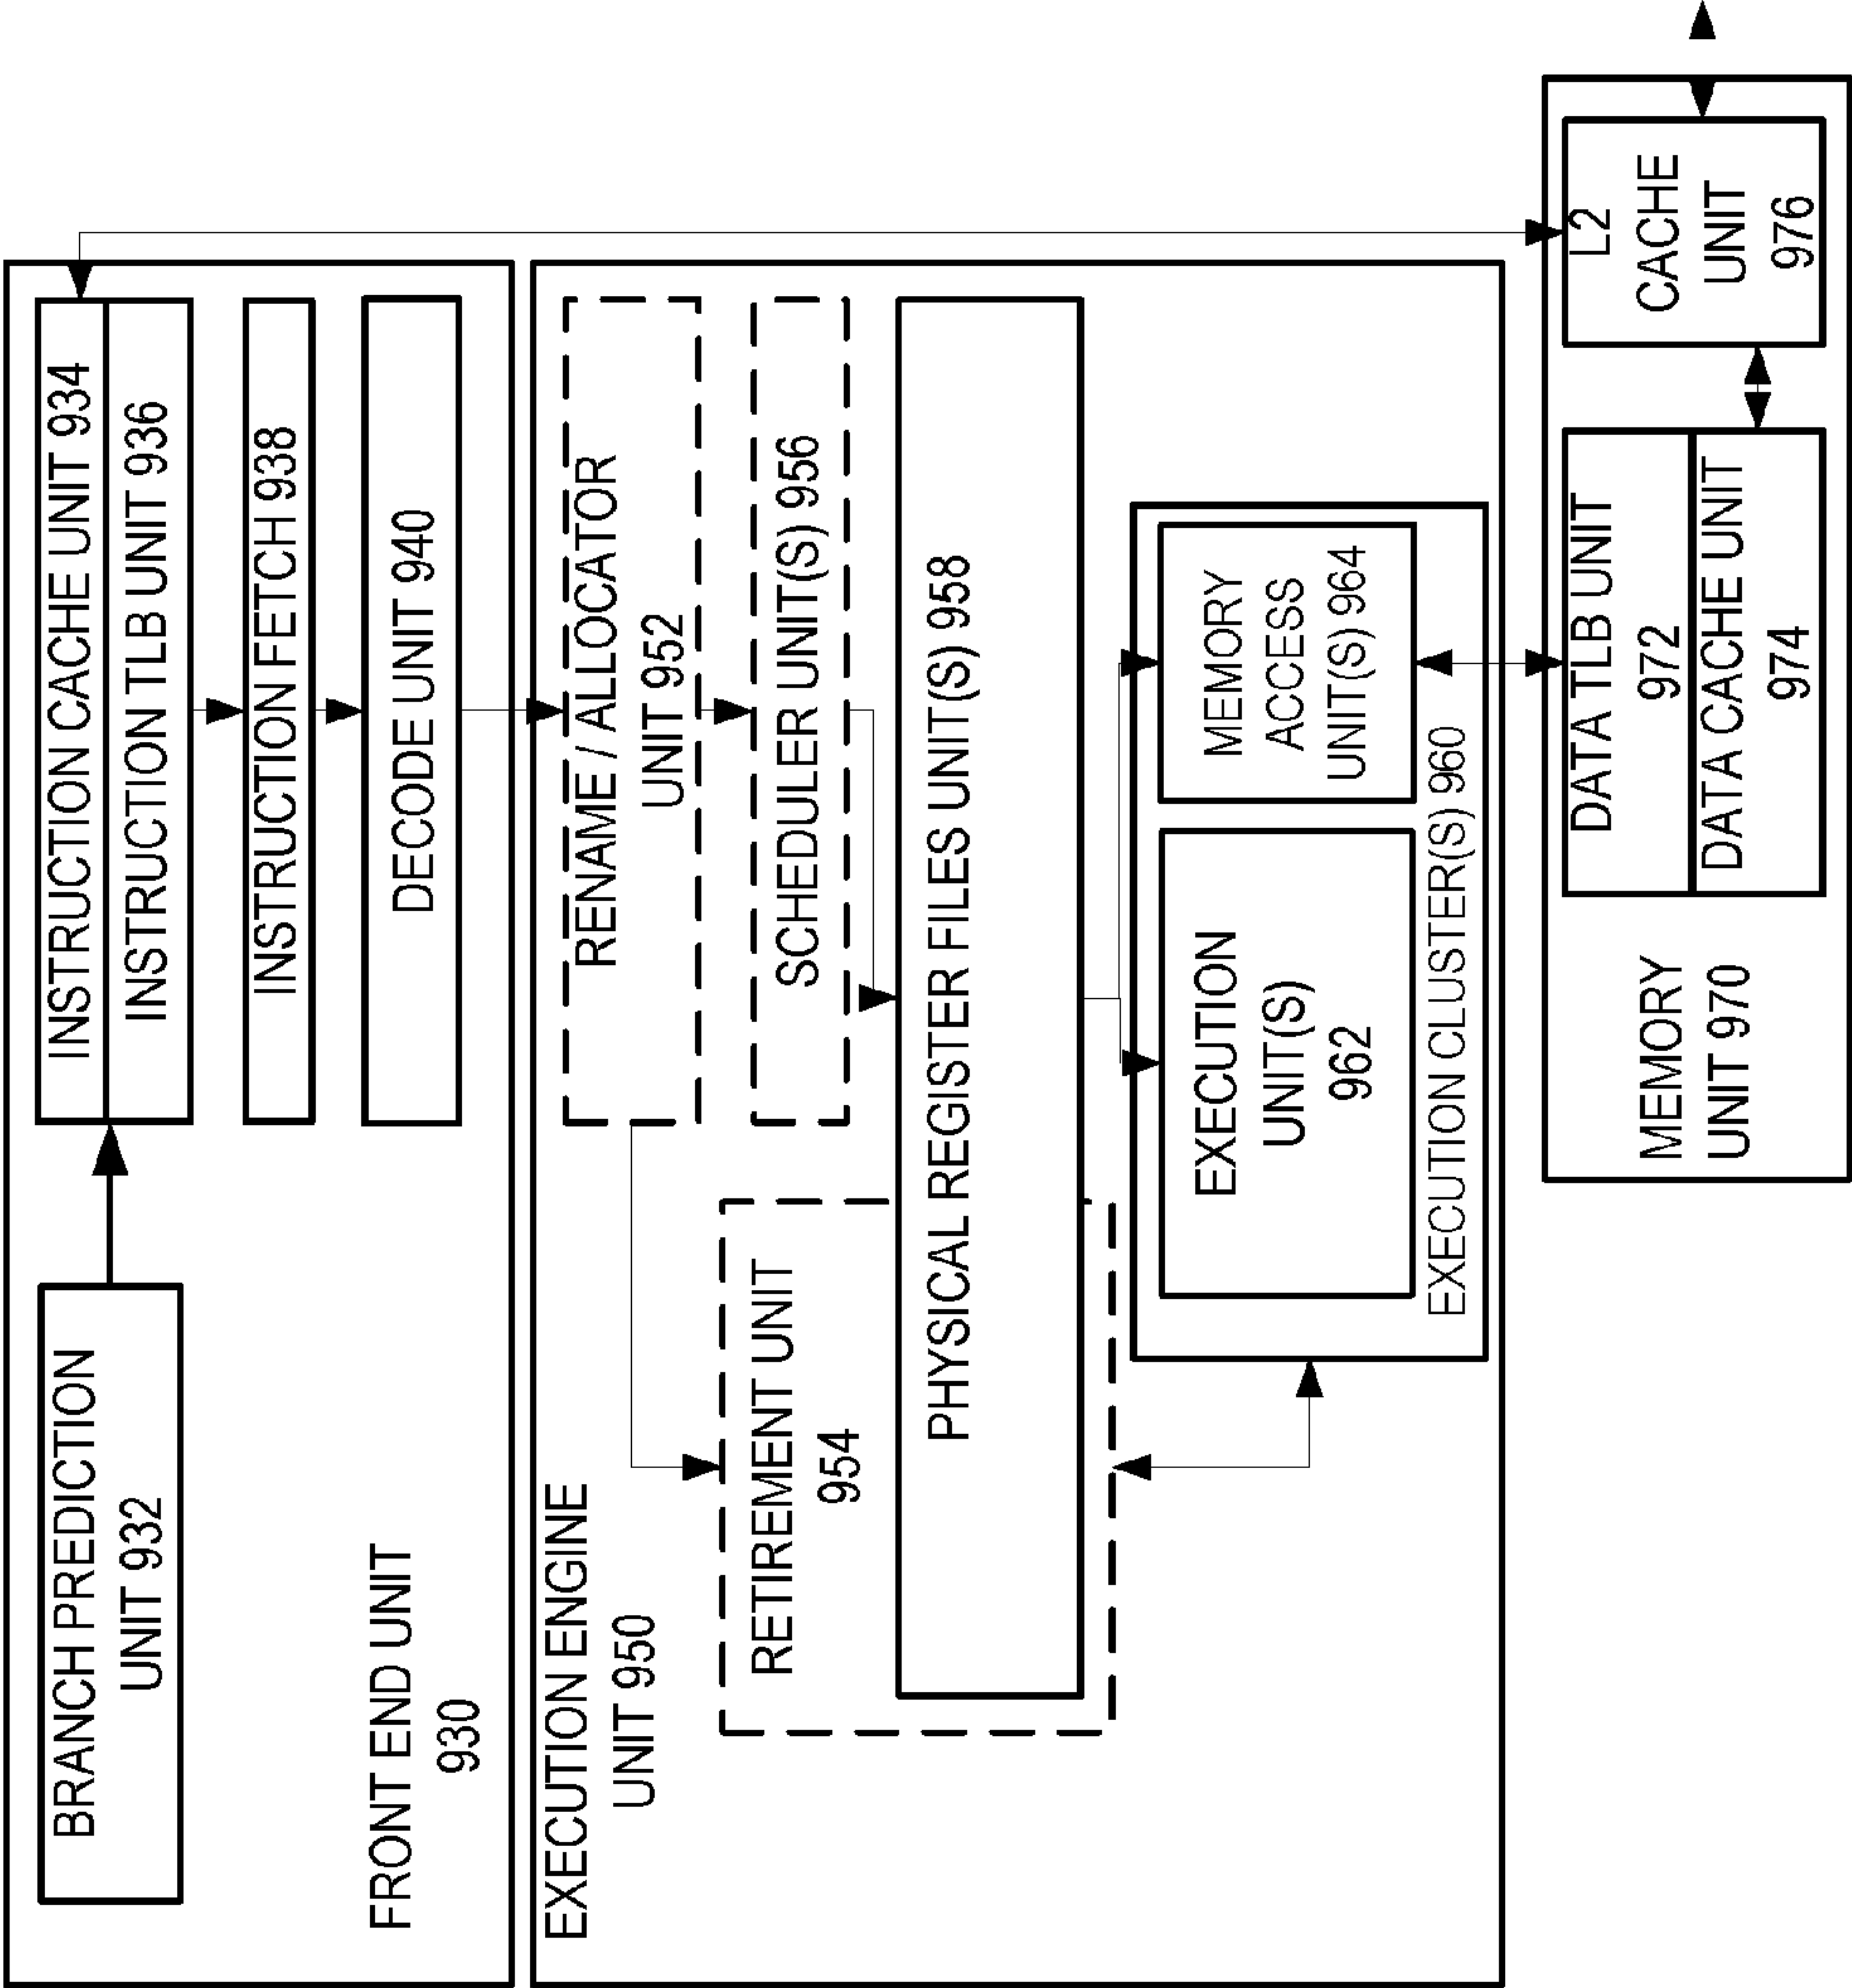 BRANCH PREDICTION
UNIT 932
INSTRUCTION CACHE UNIT 934
INSTRUCTION TLB UNIT 936
INSTRUCTION FETCH 938
DECODE UNIT 940
FRONT END UNIT
930
EXECUTION ENGINE
UNIT 950
RENAME / ALLOCATOR
UNIT 952
RETIREMENT UNIT
954
SCHEDULER UNIT(S) 956
PHYSICAL REGISTER FILES UNIT(S) 958
EXECUTION
UNIT(S)
962
MEMORY
ACCESS
UNIT(S) 964
EXECUTION CLUSTER(S) 960
MEMORY
UNIT 970
DATA TLB UNIT
972
DATA CACHE UNIT
974
L2
CACHE
UNIT
976